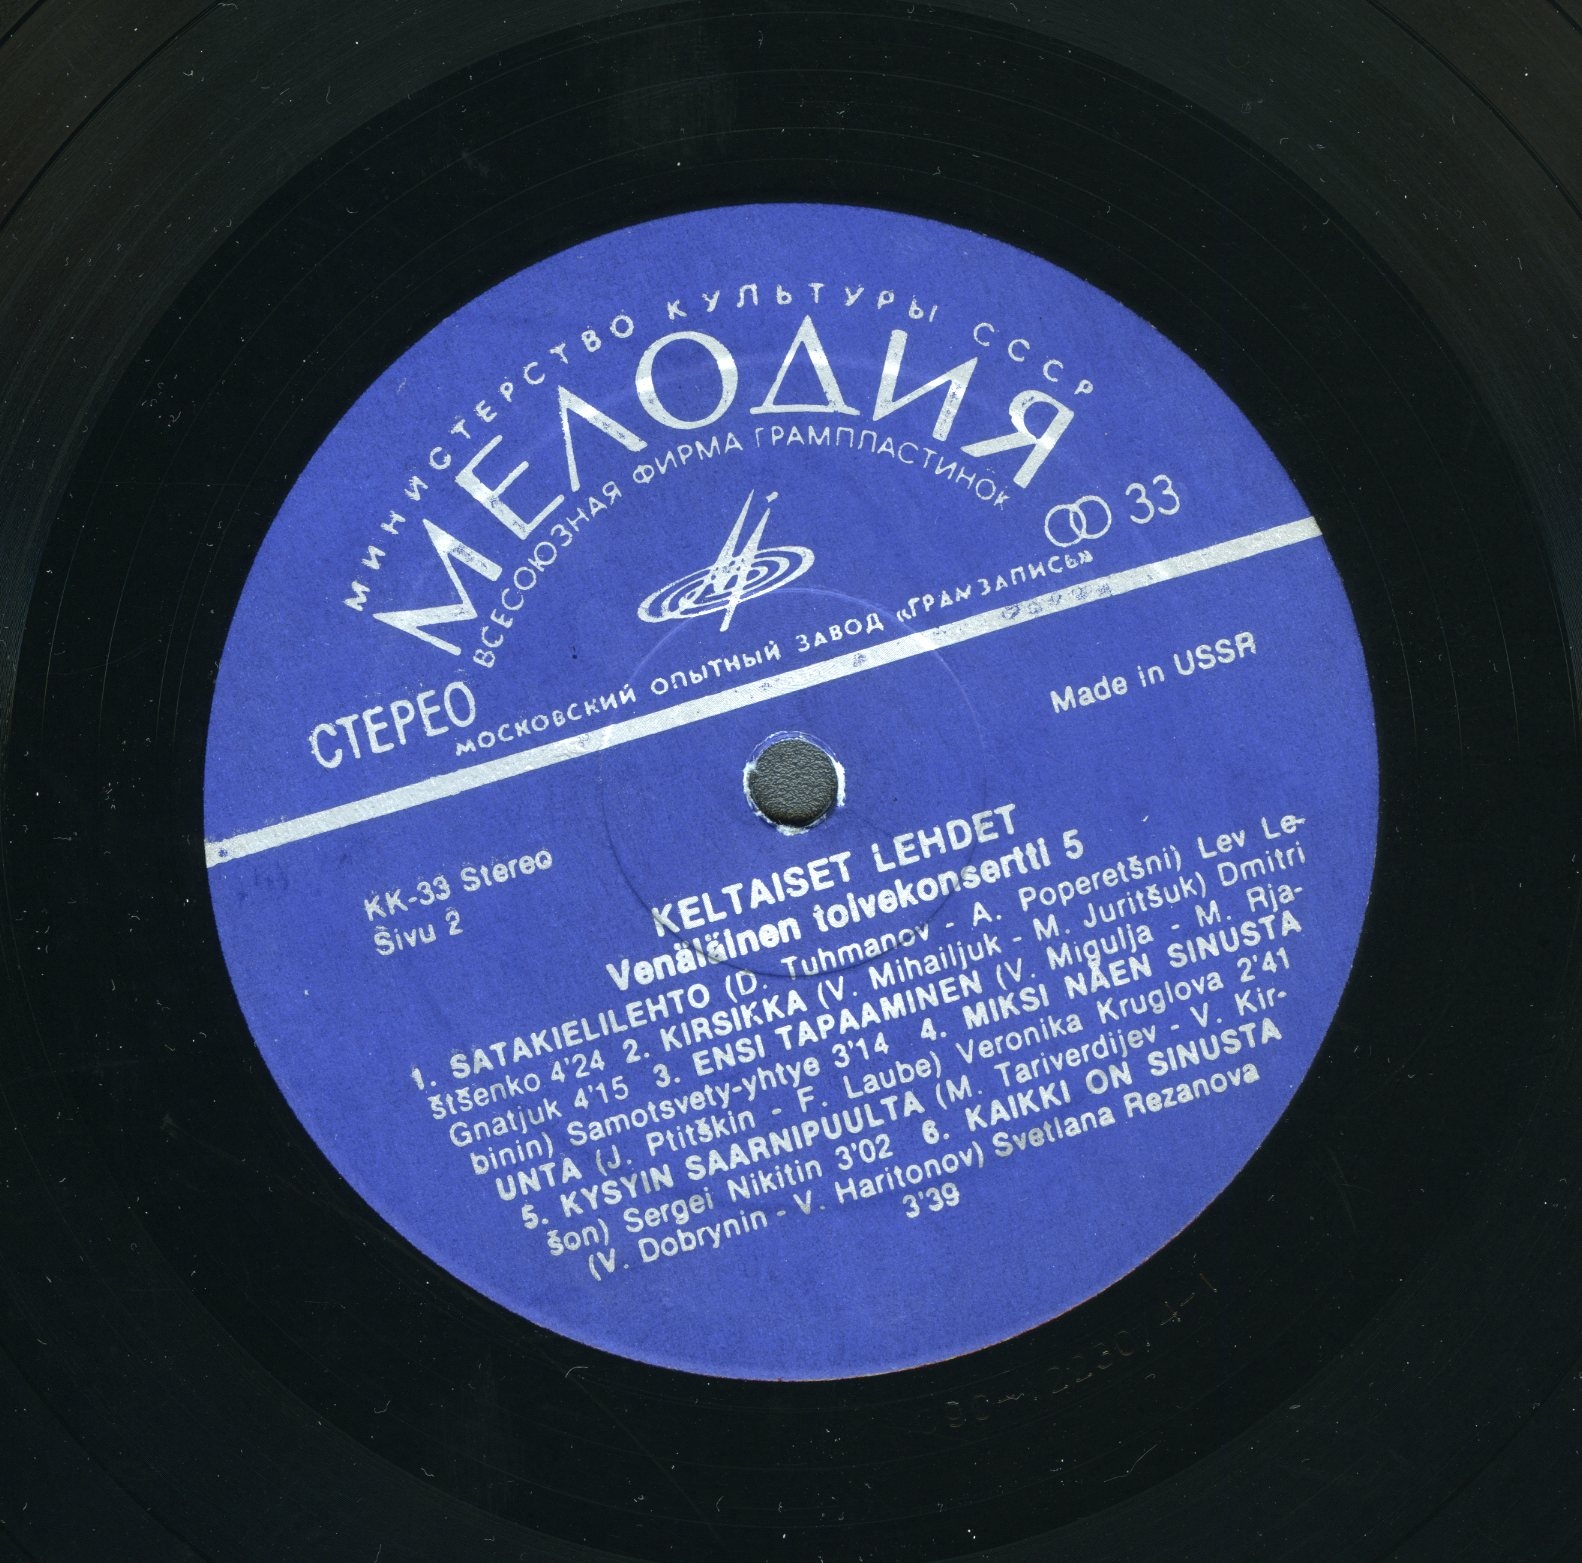 МИНИСТЕРСТВО КУЛЬТУРЫ СССР
МЕЛОДИЯ
ВСЕСОЮЗНАЯ ФИРМА ГРАМПЛАСТИНОК
СТЕРЕО
33
МОСКОВСКИЙ ОПЫТНЫЙ ЗАВОД «ГРАМЗАПИСЬ»
Made in USSR
KK-33 Stereo
Sivu 2
KELTAISET LEHDET
Venäläinen toivekonsertti 5
1. SATAKIELILEHTO (D. Tuhmanov - A. Poperetšni) Lev Le-
štšenko 4'24 2. KIRSIKKA (V. Mihailjuk - M. Juritšuk) Dmitri
Gnatjuk 4'15 3. ENSI TAPAAMINEN (V. Migulja - M. Rja-
binin) Samotsvety-yhtye 3'14 4. MIKSI NÄEN SINUSTA
UNTA (J. Ptitškin - F. Laube) Veronika Kruglova 2'41
5. KYSYIN SAARNIPUULTA (M. Tariverdijev - V. Kir-
šon) Sergei Nikitin 3'02 6. KAIKKI ON SINUSTA
(V. Dobrynin - V. Haritonov) Svetlana Rezanova
3'39